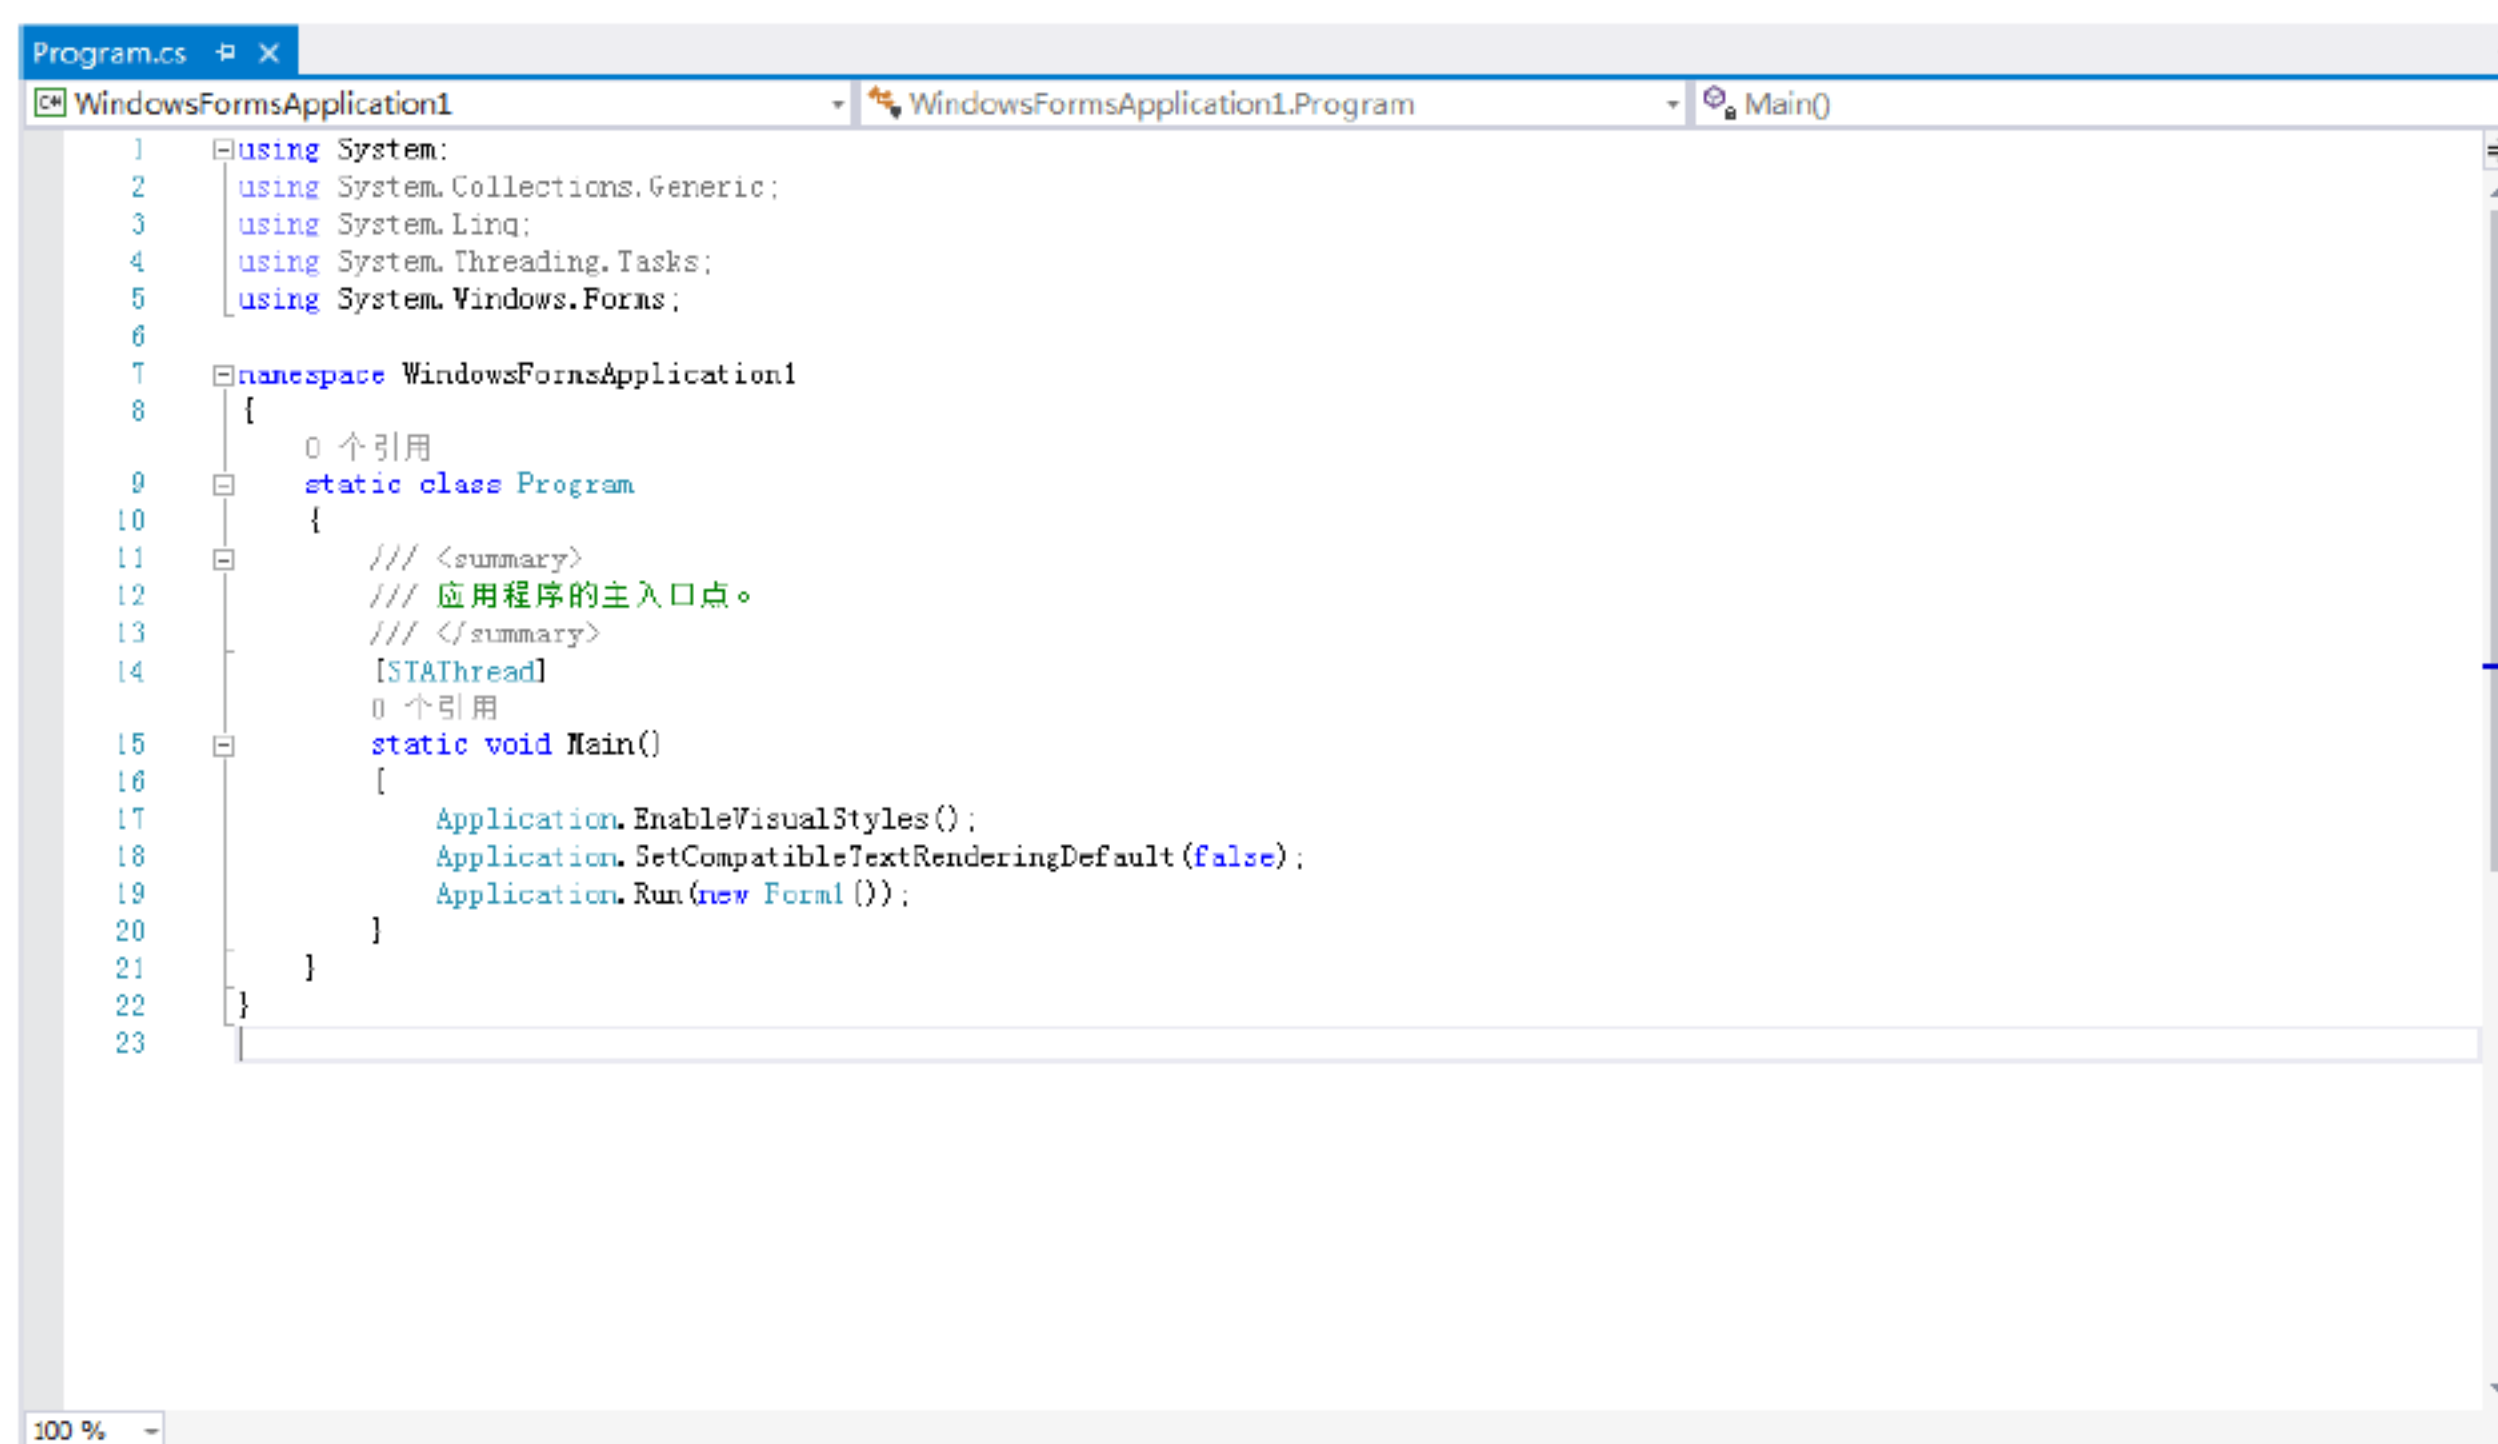 Program.cs
WindowsFormsApplication1 WindowsFormsApplication1.Program Main()
1 using System;
2 using System.Collections.Generic;
3 using System.Linq;
4 using System.Threading.Tasks;
5 using System.Windows.Forms;
6
7 namespace WindowsFormsApplication1
8 {
0 个引用
9 static class Program
10 {
11 /// <summary>
12 /// 应用程序的主入口点。
13 /// </summary>
14 [STAThread]
0 个引用
15 static void Main()
16 {
17 Application.EnableVisualStyles();
18 Application.SetCompatibleTextRenderingDefault(false);
19 Application.Run(new Form1());
20 }
21 }
22 }
23
100 %